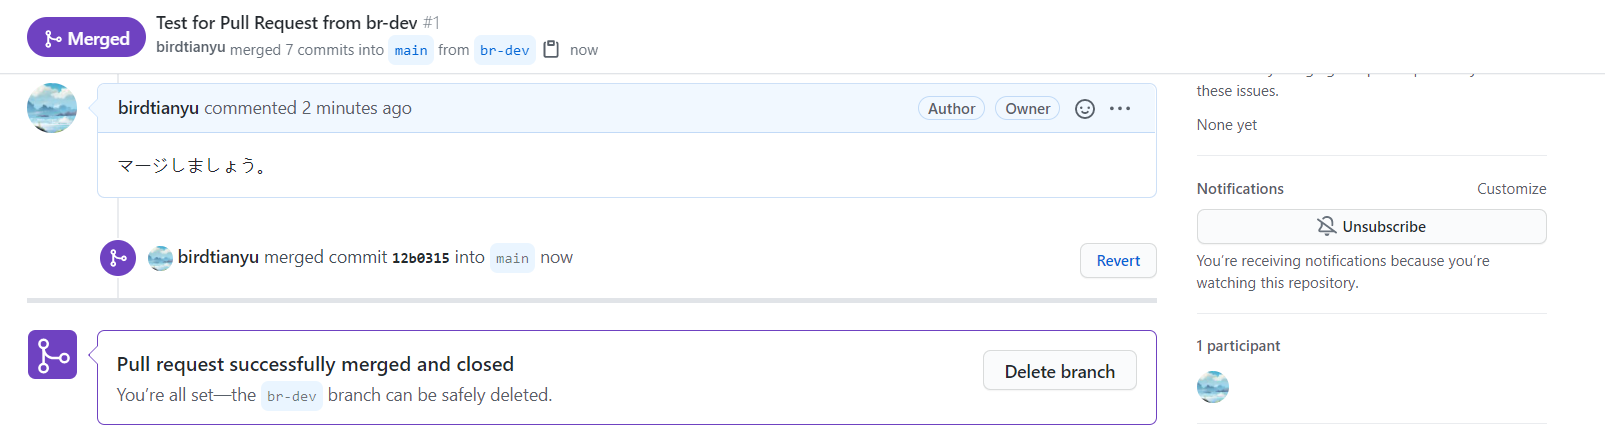 Merged
Test for Pull Request from br-dev #1
birdtianyu merged 7 commits into main from br-dev now
these issues.
None yet
birdtianyu commented 2 minutes ago
Author Owner
マージしましょう。
Notifications Customize
Unsubscribe
You're receiving notifications because you're
watching this repository.
birdtianyu merged commit 12b0315 into main now
Revert
1 participant
Pull request successfully merged and closed
You're all set—the br-dev branch can be safely deleted.
Delete branch